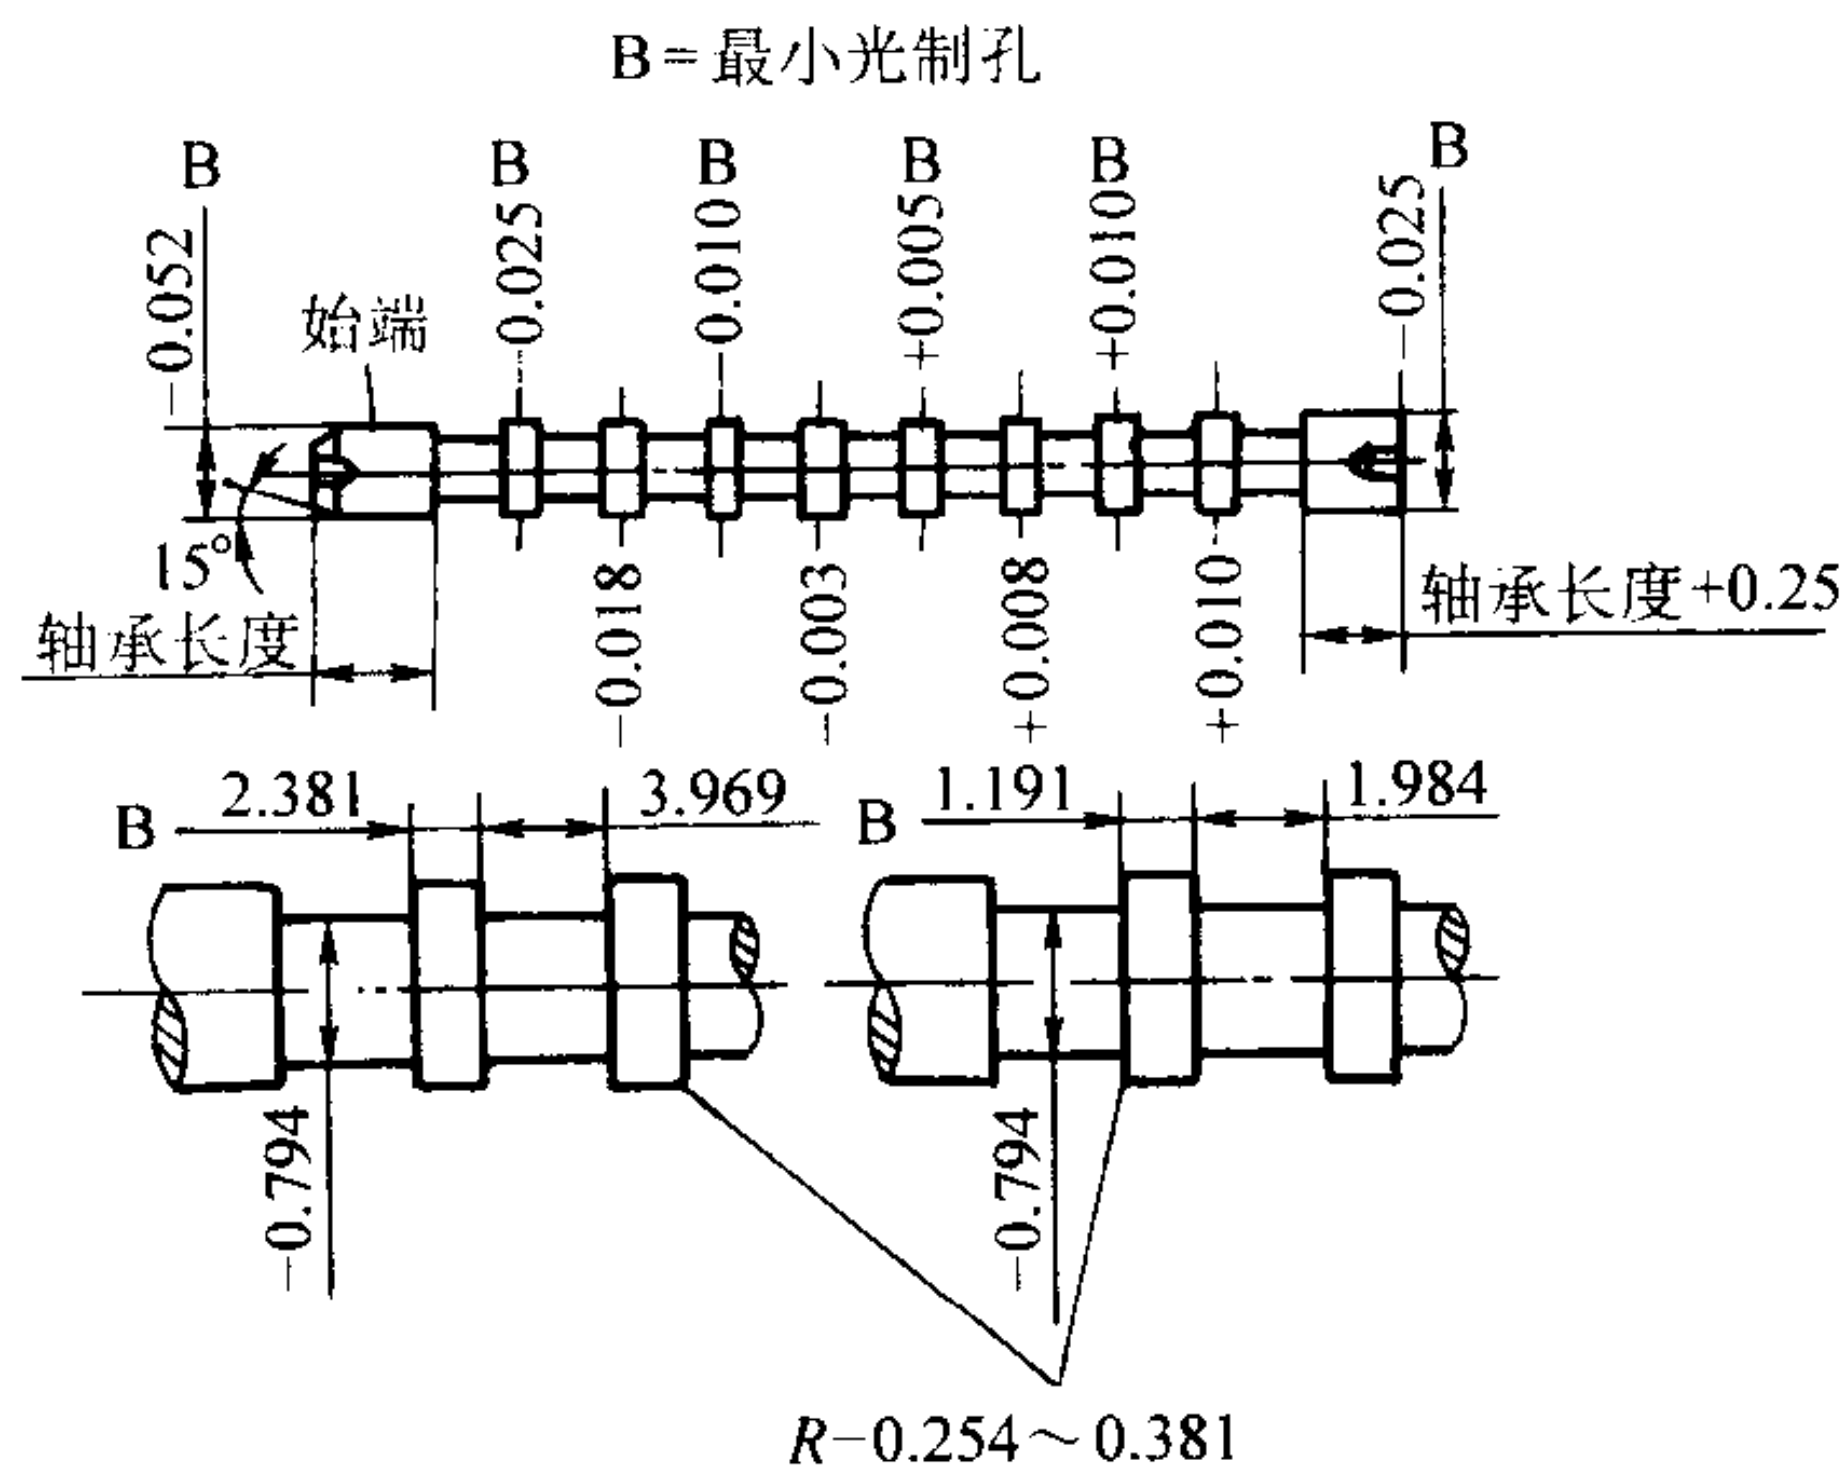 B=最小光制孔
B B B B B B
-0.052 -0.025 -0.010 +0.005 +0.010 -0.025
始端
15°
轴承长度 -0.018 -0.003 +0.008 +0.010 轴承长度+0.25
B 2.381 3.969 B 1.191 1.984
-0.794 -0.794
R-0.254~0.381